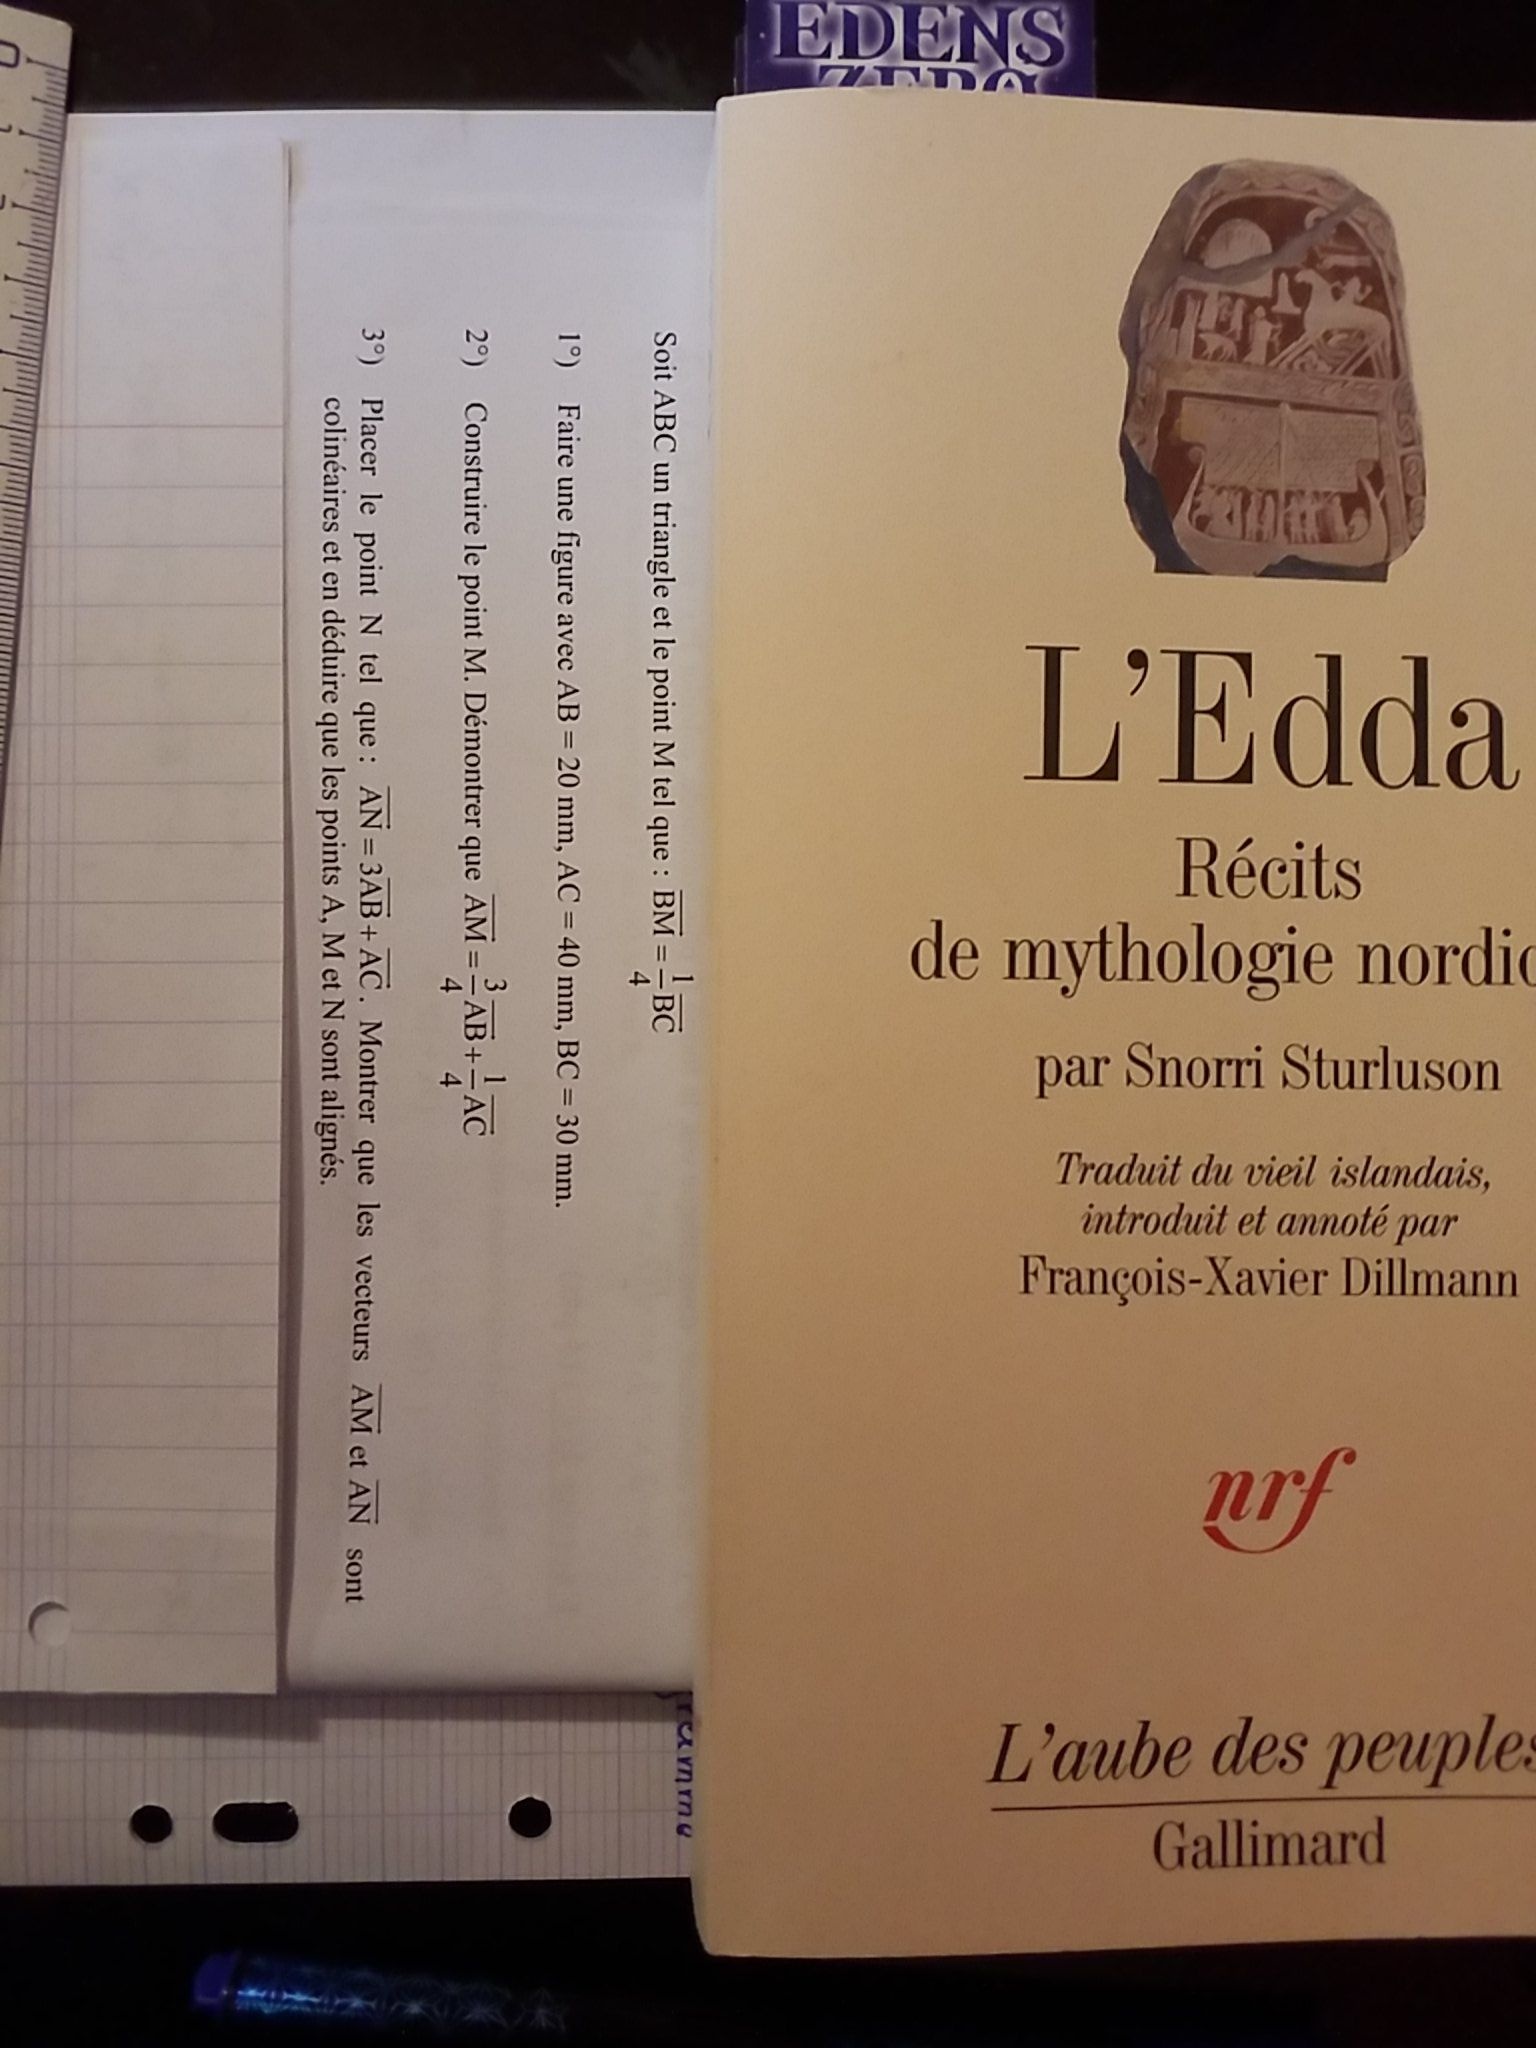 EDENS
ZERO
L'Edda
Récits
de mythologie
par Snorri Sturluson
Traduit du vieil islandais,
introduit et annoté par
François-Xavier Dillmann
nrf
L'aube des peuples
Gallimard
Soit ABC un triangle et le point M tel que : BM = 1/4 BC
1°) Faire une figure avec AB = 20 mm, AC = 40 mm, BC = 30 mm.
2°) Construire le point M. Démontrer que AM = 3/4 AB + 1/4 AC
3°) Placer le point N tel que : AN = 3AB + AC. Montrer que les vecteurs AM et AN sont
colinéaires et en déduire que les points A, M et N sont alignés.